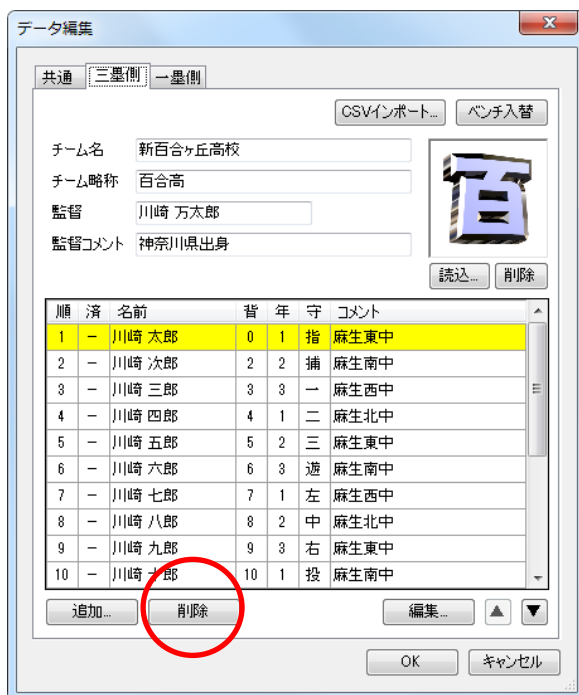 データ編集
共通 三塁側 一塁側
CSVインポート... ベンチ入替
チーム名 新百合ヶ丘高校
チーム略称 百合高
監督 川崎 万太郎
監督コメント 神奈川県出身
百
読込... 削除
順 済 名前 背 年 守 コメント
1 − 川崎 太郎 0 1 指 麻生東中
2 − 川崎 次郎 2 2 捕 麻生南中
3 − 川崎 三郎 3 3 一 麻生西中
4 − 川崎 四郎 4 1 二 麻生北中
5 − 川崎 五郎 5 2 三 麻生東中
6 − 川崎 六郎 6 3 遊 麻生南中
7 − 川崎 七郎 7 1 左 麻生西中
8 − 川崎 八郎 8 2 中 麻生北中
9 − 川崎 九郎 9 3 右 麻生東中
10 − 川崎 十郎 10 1 投 麻生南中
追加... 削除 編集... ▲ ▼
OK キャンセル